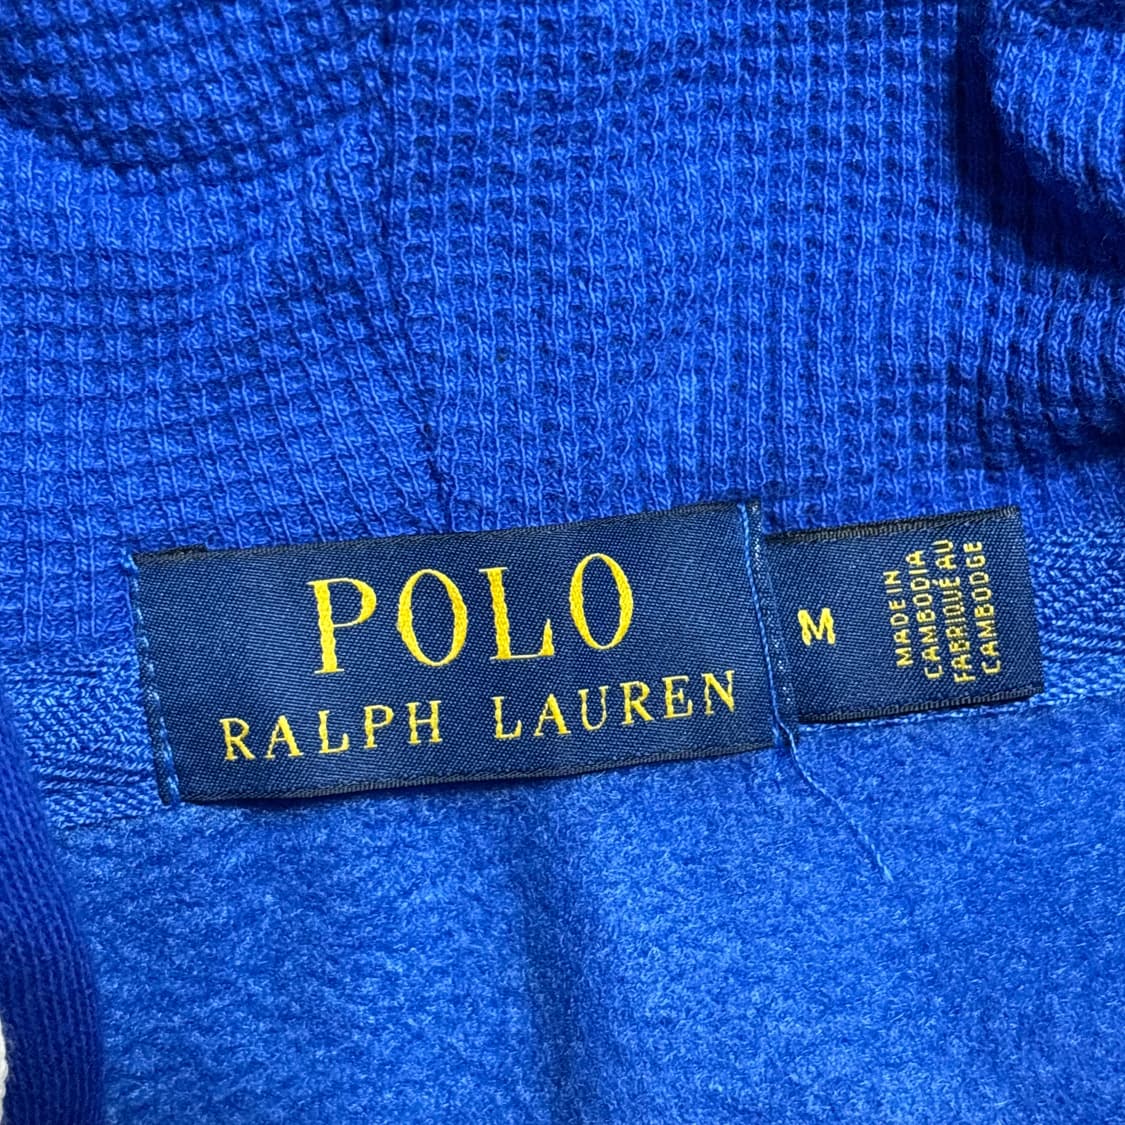 POLO
RALPH LAUREN
M
MADE IN
CAMBODIA
FABRIQUÉ AU
CAMBODGE